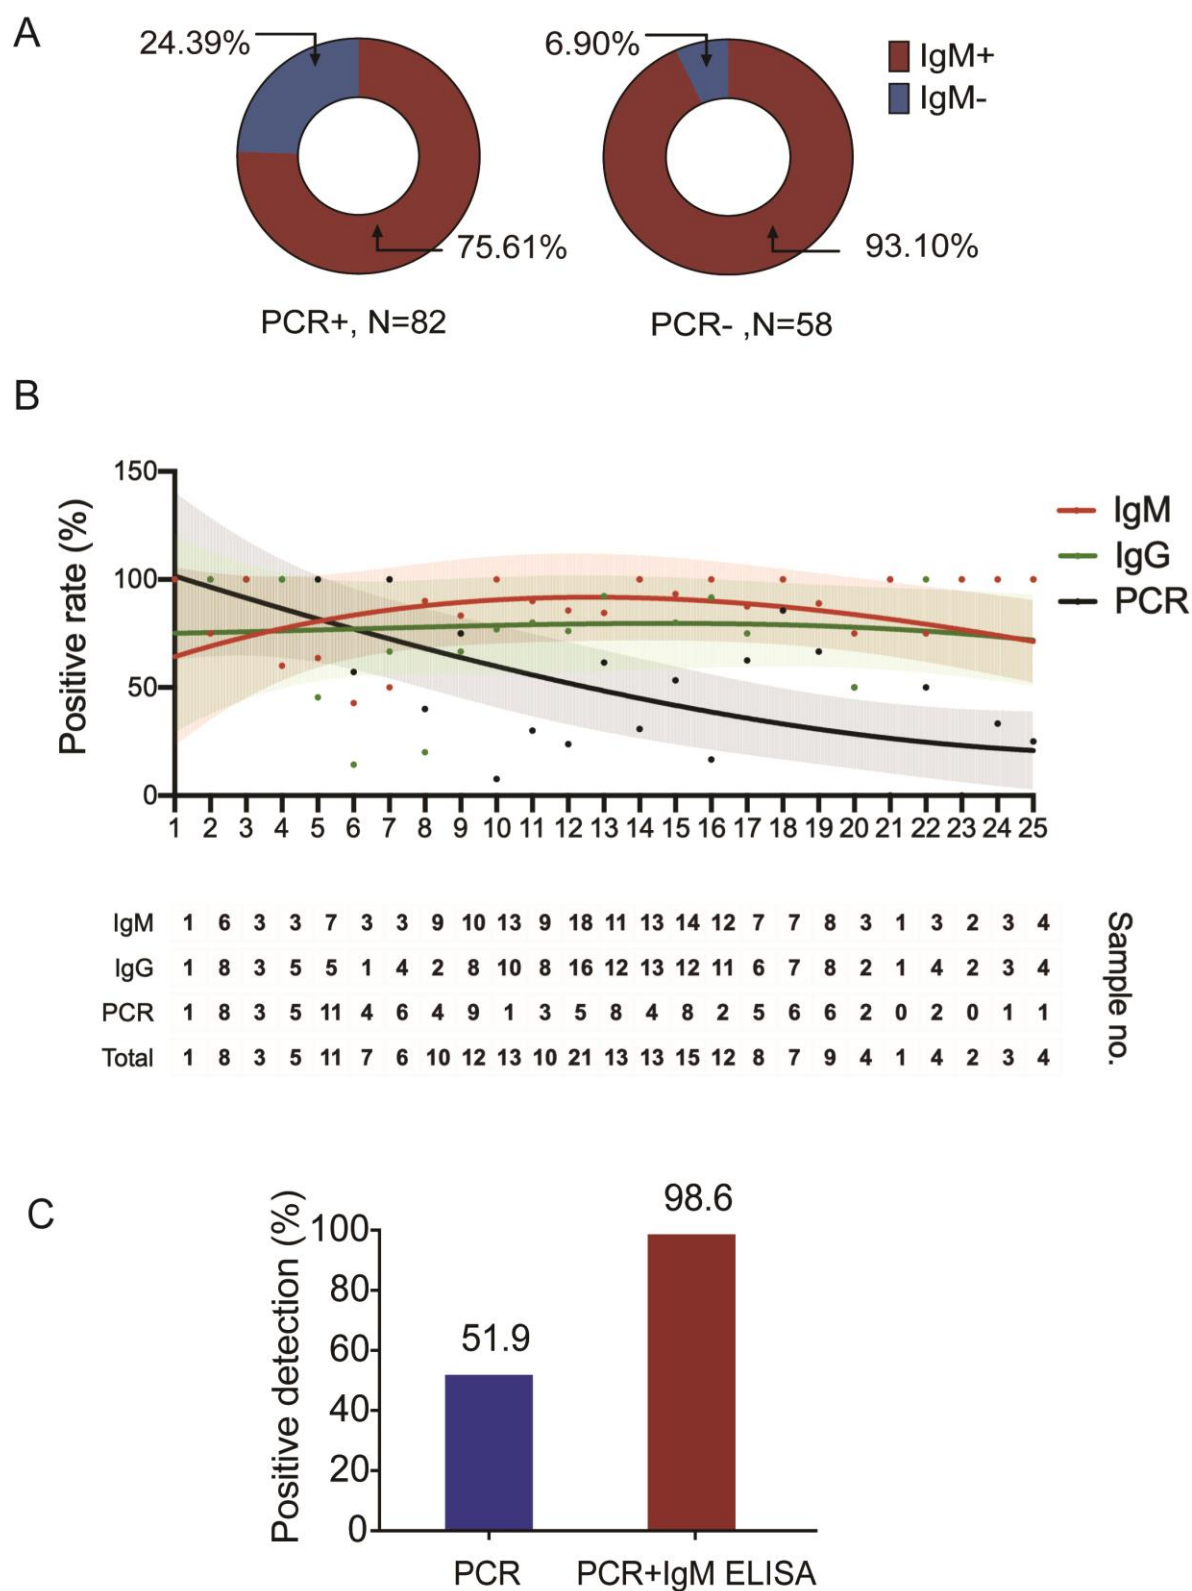 A
24.39%
6.90%
IgM+
IgM-
75.61%
93.10%
PCR+, N=82
PCR- ,N=58
B
Positive rate (%)
150
100
50
0
1 2 3 4 5 6 7 8 9 10 11 12 13 14 15 16 17 18 19 20 21 22 23 24 25
IgM
IgG
PCR
IgM 1 6 3 3 7 3 3 9 10 13 9 18 11 13 14 12 7 7 8 3 1 3 2 3 4
IgG 1 8 3 5 5 1 4 2 8 10 8 16 12 13 12 11 6 7 8 2 1 4 2 3 4
PCR 1 8 3 5 11 4 6 4 9 1 3 5 8 4 8 2 5 6 6 2 0 2 0 1 1
Total 1 8 3 5 11 7 6 10 12 13 10 21 13 13 15 12 8 7 9 4 1 4 2 3 4
Sample no.
C
Positive detection (%)
100
80
60
40
20
0
51.9
98.6
PCR
PCR+IgM ELISA